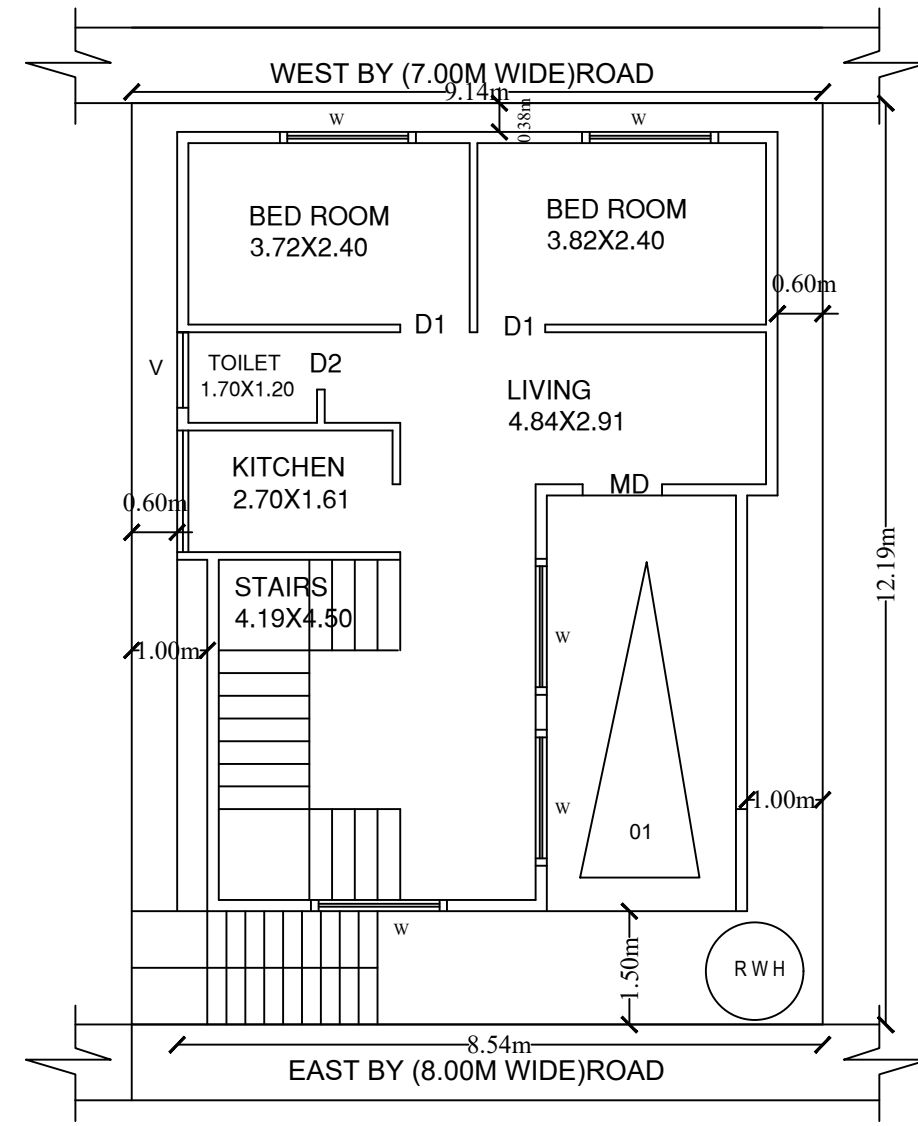 WEST BY (7.00M WIDE)ROAD
9.14m
0.38m
W
W
BED ROOM
3.72X2.40
BED ROOM
3.82X2.40
0.60m
D1
D1
V
TOILET
1.70X1.20
D2
LIVING
4.84X2.91
KITCHEN
2.70X1.61
MD
0.60m
12.19m
STAIRS
4.19X4.50
W
1.00m
1.00m
W
01
W
1.50m
RWH
8.54m
EAST BY (8.00M WIDE)ROAD